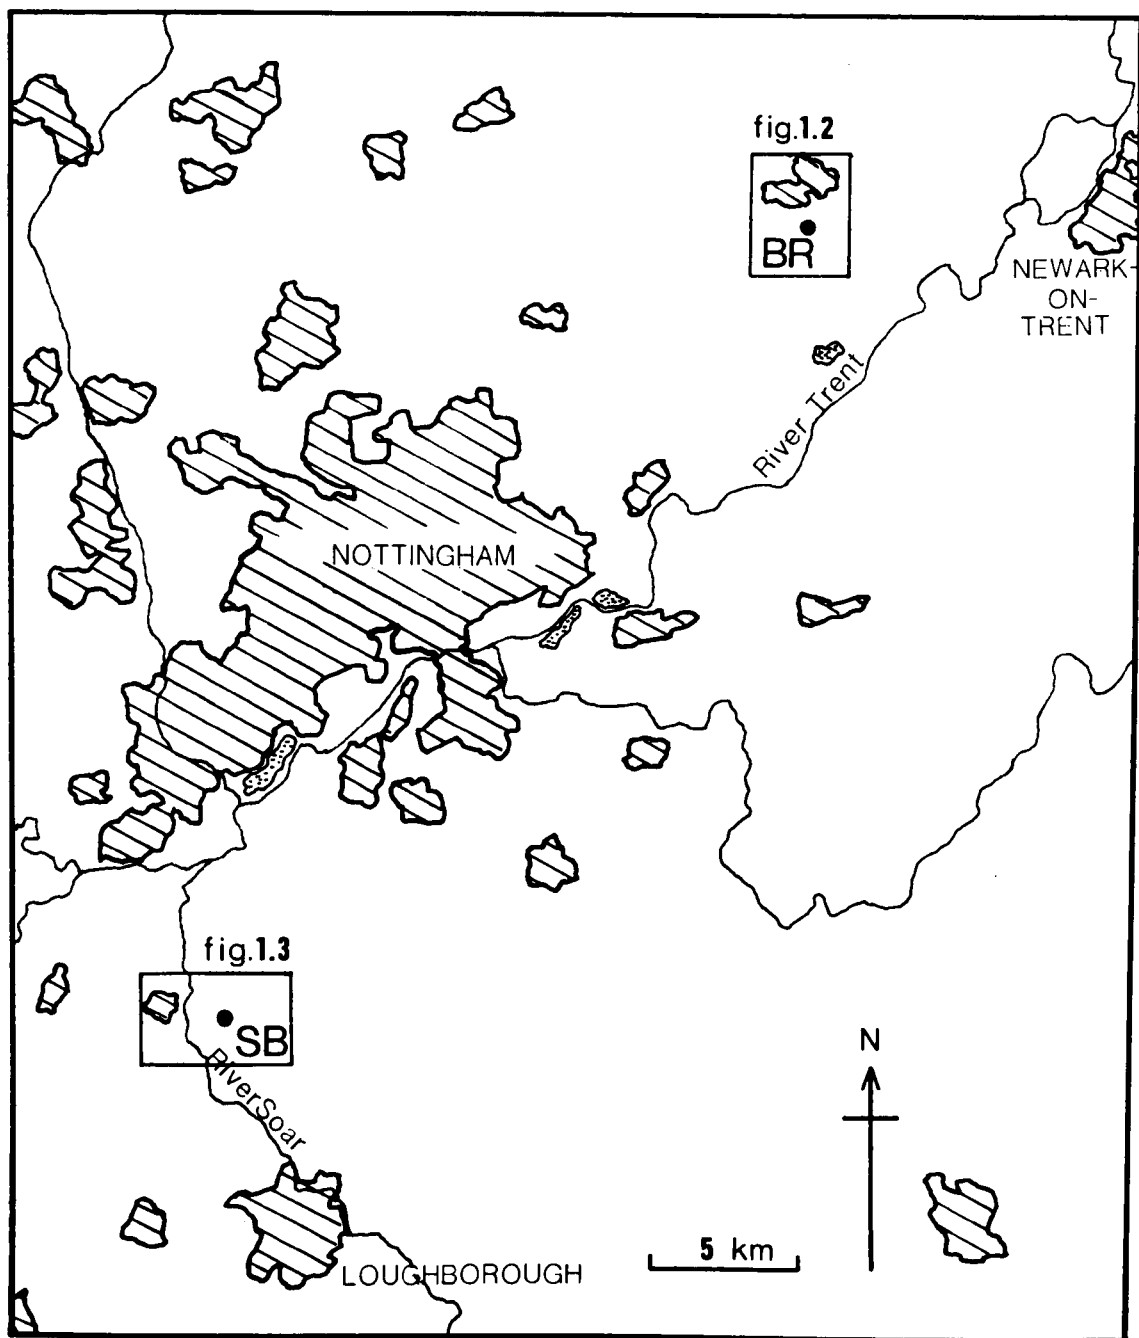 fig.1.2
BR
NEWARK-
ON-
TRENT
River Trent
NOTTINGHAM
fig.1.3
SB
River Soar
N
5 km
LOUGHBOROUGH